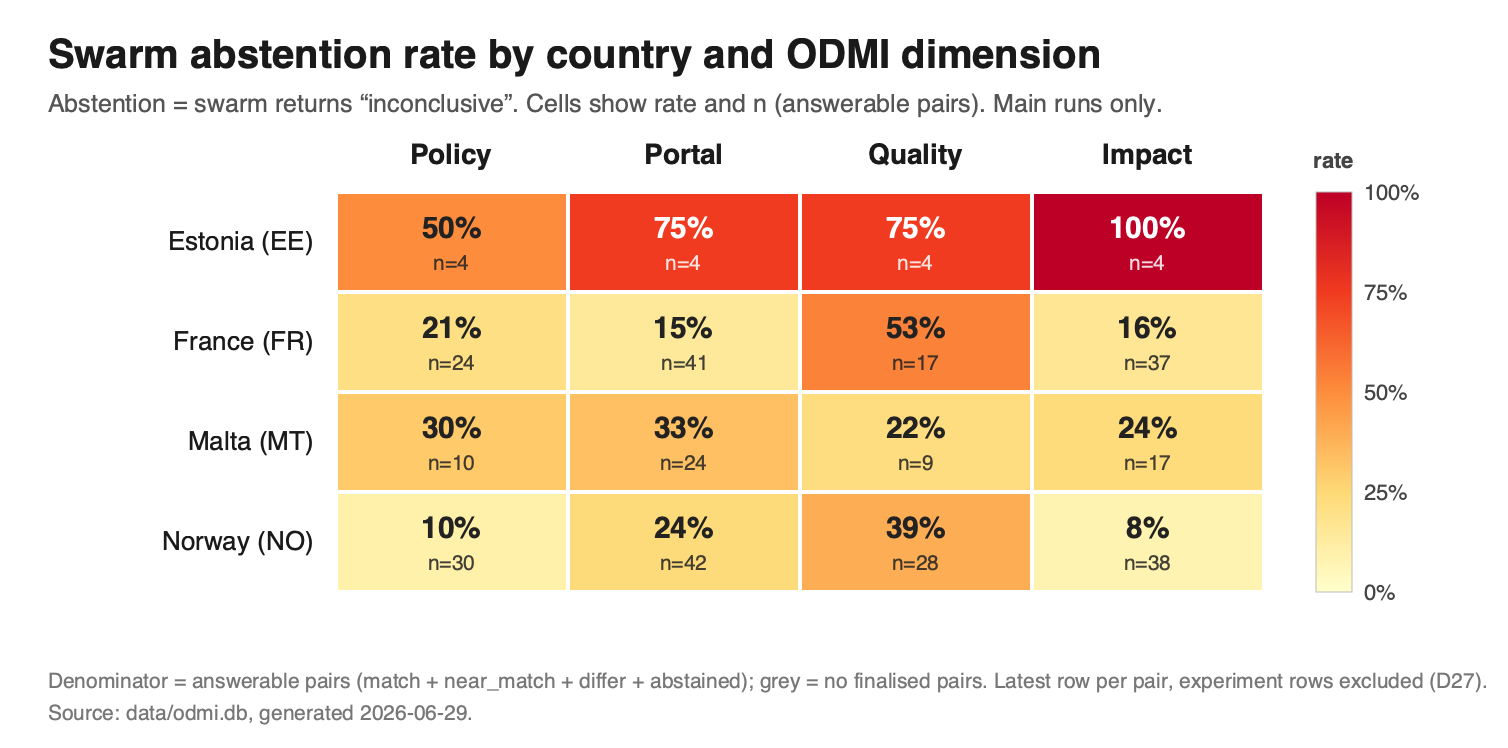 Swarm abstention rate by country and ODMI dimension
Abstention = swarm returns “inconclusive”. Cells show rate and n (answerable pairs). Main runs only.
Policy Portal Quality Impact
rate
100%
75%
50%
25%
0%
Estonia (EE) 50% 75% 75% 100%
n=4 n=4 n=4 n=4
France (FR) 21% 15% 53% 16%
n=24 n=41 n=17 n=37
Malta (MT) 30% 33% 22% 24%
n=10 n=24 n=9 n=17
Norway (NO) 10% 24% 39% 8%
n=30 n=42 n=28 n=38
Denominator = answerable pairs (match + near_match + differ + abstained); grey = no finalised pairs. Latest row per pair, experiment rows excluded (D27).
Source: data/odmi.db, generated 2026-06-29.